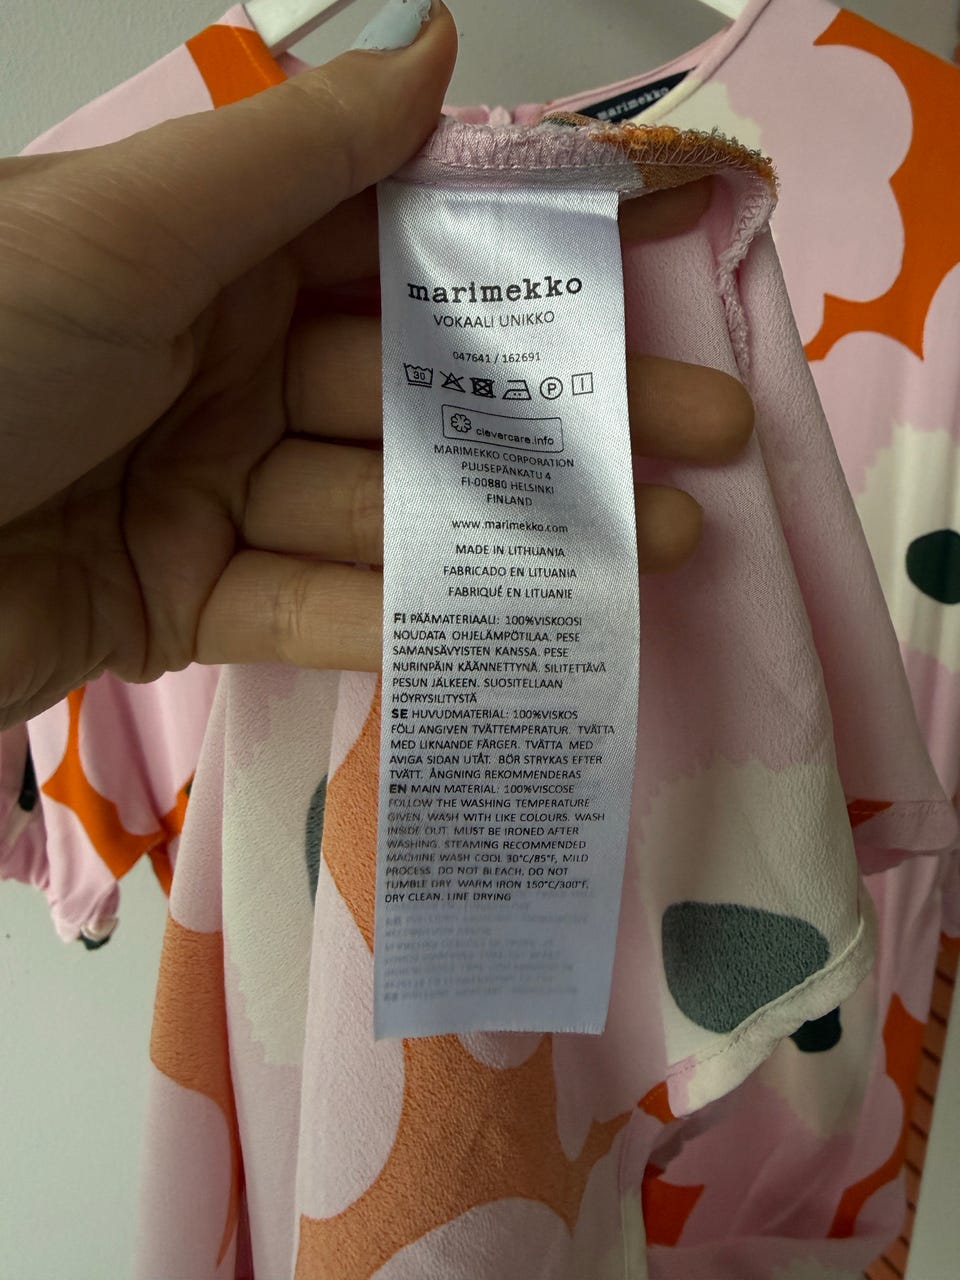 marimekko
marimekko
VOKAALI UNIKKO
047641 / 162691
30
P
clevercare.info
MARIMEKKO CORPORATION
PUUSEPÄNKATU 4
FI-00880 HELSINKI
FINLAND
www.marimekko.com
MADE IN LITHUANIA
FABRICADO EN LITUANIA
FABRIQUÉ EN LITUANIE
FI PÄÄMATERIAALI: 100%VISKOOSI
NOUDATA OHJELÄMPÖTILAA. PESE
SAMANSÄVYISTEN KANSSA. PESE
NURINPÄIN KÄÄNNETTYNÄ. SILITETTÄVÄ
PESUN JÄLKEEN. SUOSITELLAAN
HÖYRYSILITYSTÄ
SE HUVUDMATERIAL: 100%VISKOS
FÖLJ ANGIVEN TVÄTTEMPERATUR. TVÄTTA
MED LIKNANDE FÄRGER. TVÄTTA MED
AVIGA SIDAN UTÅT. BÖR STRYKAS EFTER
TVÄTT. ÅNGNING REKOMMENDERAS
EN MAIN MATERIAL: 100%VISCOSE
FOLLOW THE WASHING TEMPERATURE
GIVEN. WASH WITH LIKE COLOURS. WASH
INSIDE OUT. MUST BE IRONED AFTER
WASHING. STEAMING RECOMMENDED
MACHINE WASH COOL 30°C/85°F, MILD
PROCESS DO NOT BLEACH, DO NOT
TUMBLE DRY WARM IRON 150°C/300°F,
DRY CLEAN. LINE DRYING